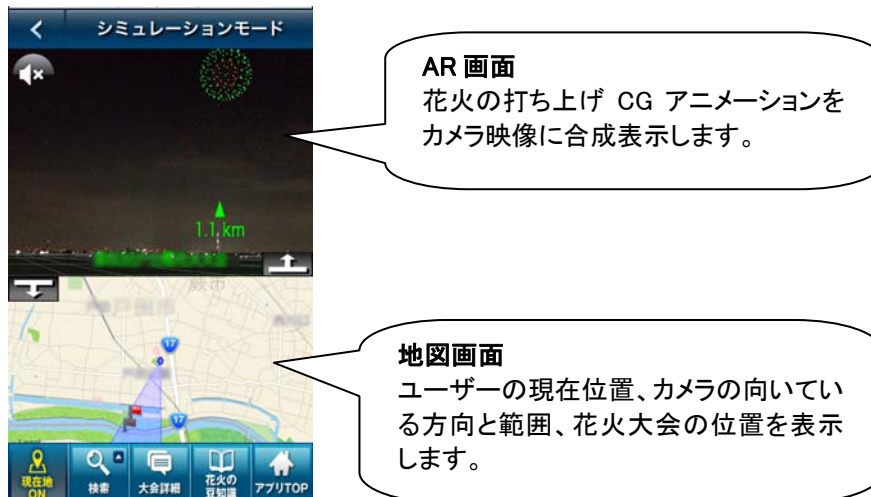 シミュレーションモード
AR 画面
花火の打ち上げ CG アニメーションを
カメラ映像に合成表示します。
1.1 km
蕨市
戸田市
17
17
地図画面
ユーザーの現在位置、カメラの向いてい
る方向と範囲、花火大会の位置を表示
します。
現在地
ON
検索
大会詳細
花火の
豆知識
アプリTOP